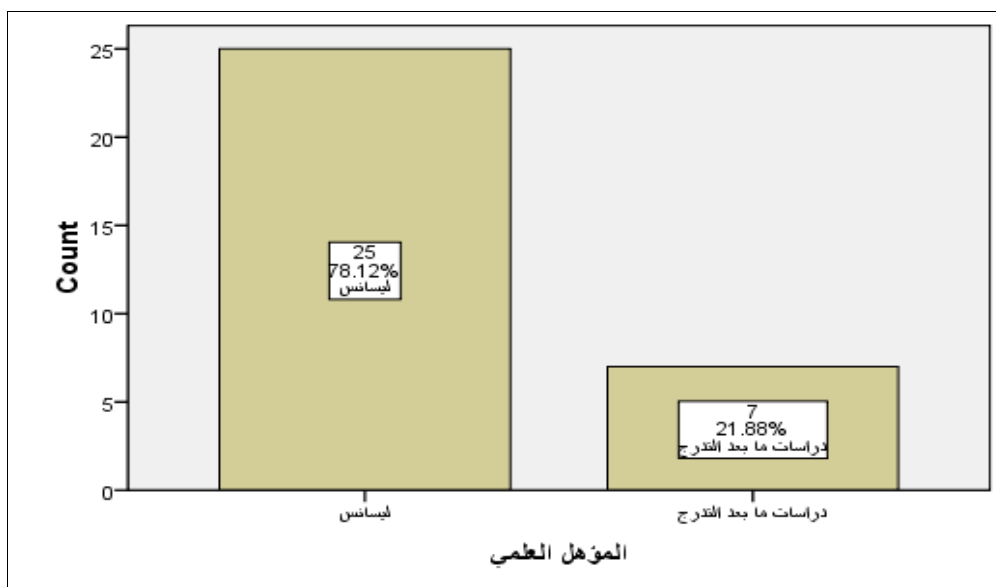 25
20
15
10
5
0
Count
25
78.12%
ليسانس
7
21.88%
دراسات ما بعد التدرج
ليسانس
دراسات ما بعد التدرج
المؤهل العلمي